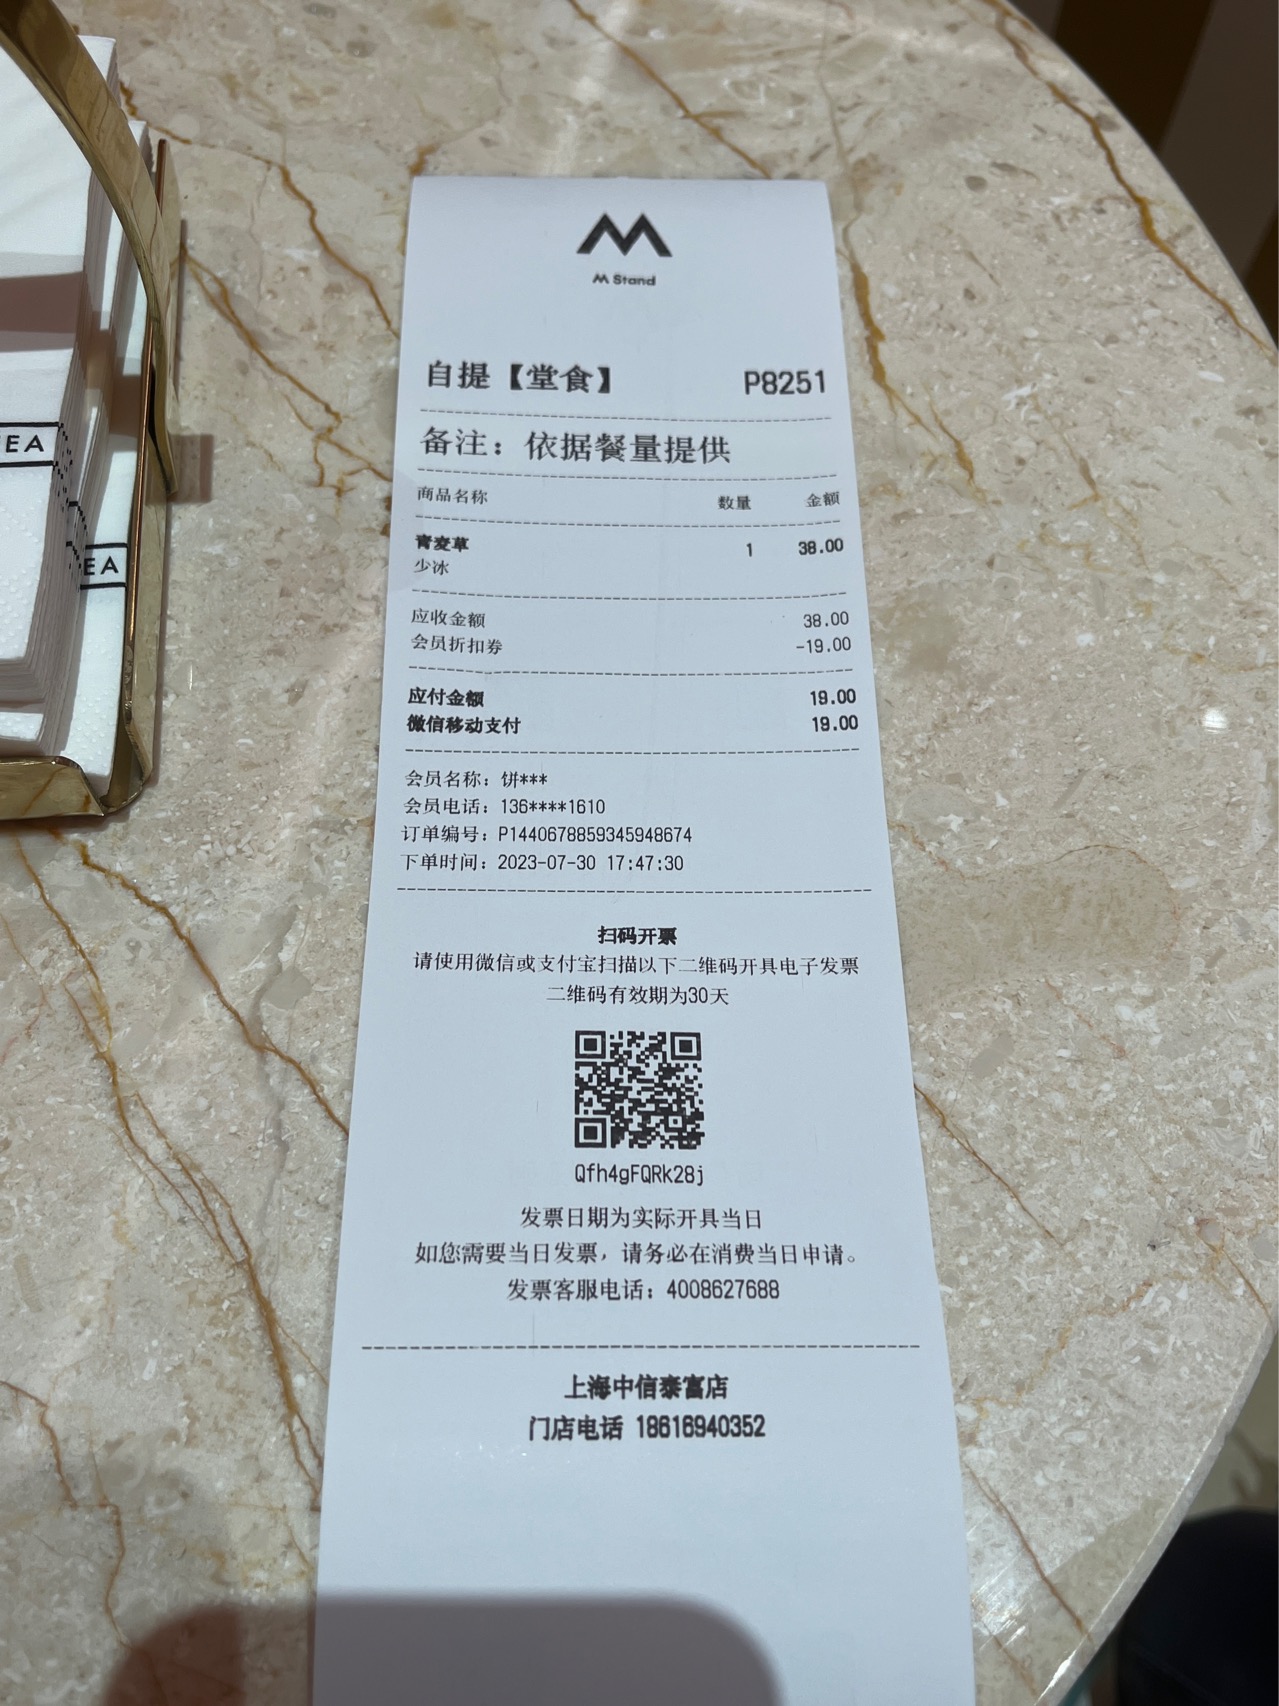 EA
EA
M Stand
自提【堂食】 P8251
备注：依据餐量提供
商品名称 数量 金额
青麦草 1 38.00
少冰
应收金额 38.00
会员折扣券 -19.00
应付金额 19.00
微信移动支付 19.00
会员名称：饼***
会员电话：136****1610
订单编号：P1440678859345948674
下单时间：2023-07-30 17:47:30
扫码开票
请使用微信或支付宝扫描以下二维码开具电子发票
二维码有效期为30天
Qfh4gFQRk28j
发票日期为实际开具当日
如您需要当日发票，请务必在消费当日申请。
发票客服电话：4008627688
上海中信泰富店
门店电话 18616940352